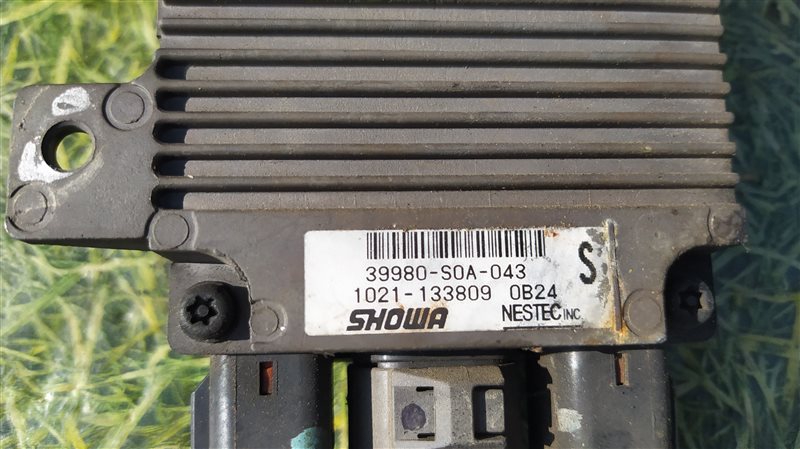 39980-S0A-043 S
1021-133809 0B24
SHOWA NESTEC INC